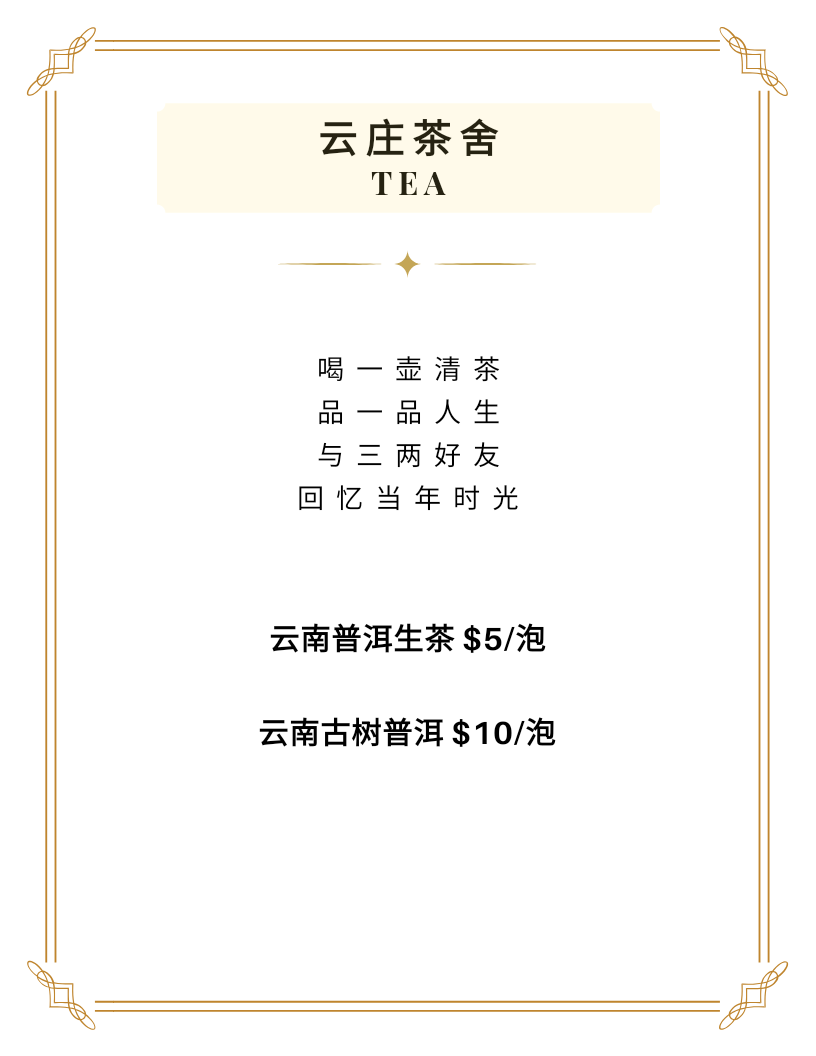 云庄茶舍
TEA
喝一壶清茶
品一品人生
与三两好友
回忆当年时光
云南普洱生茶 $5/泡
云南古树普洱 $10/泡